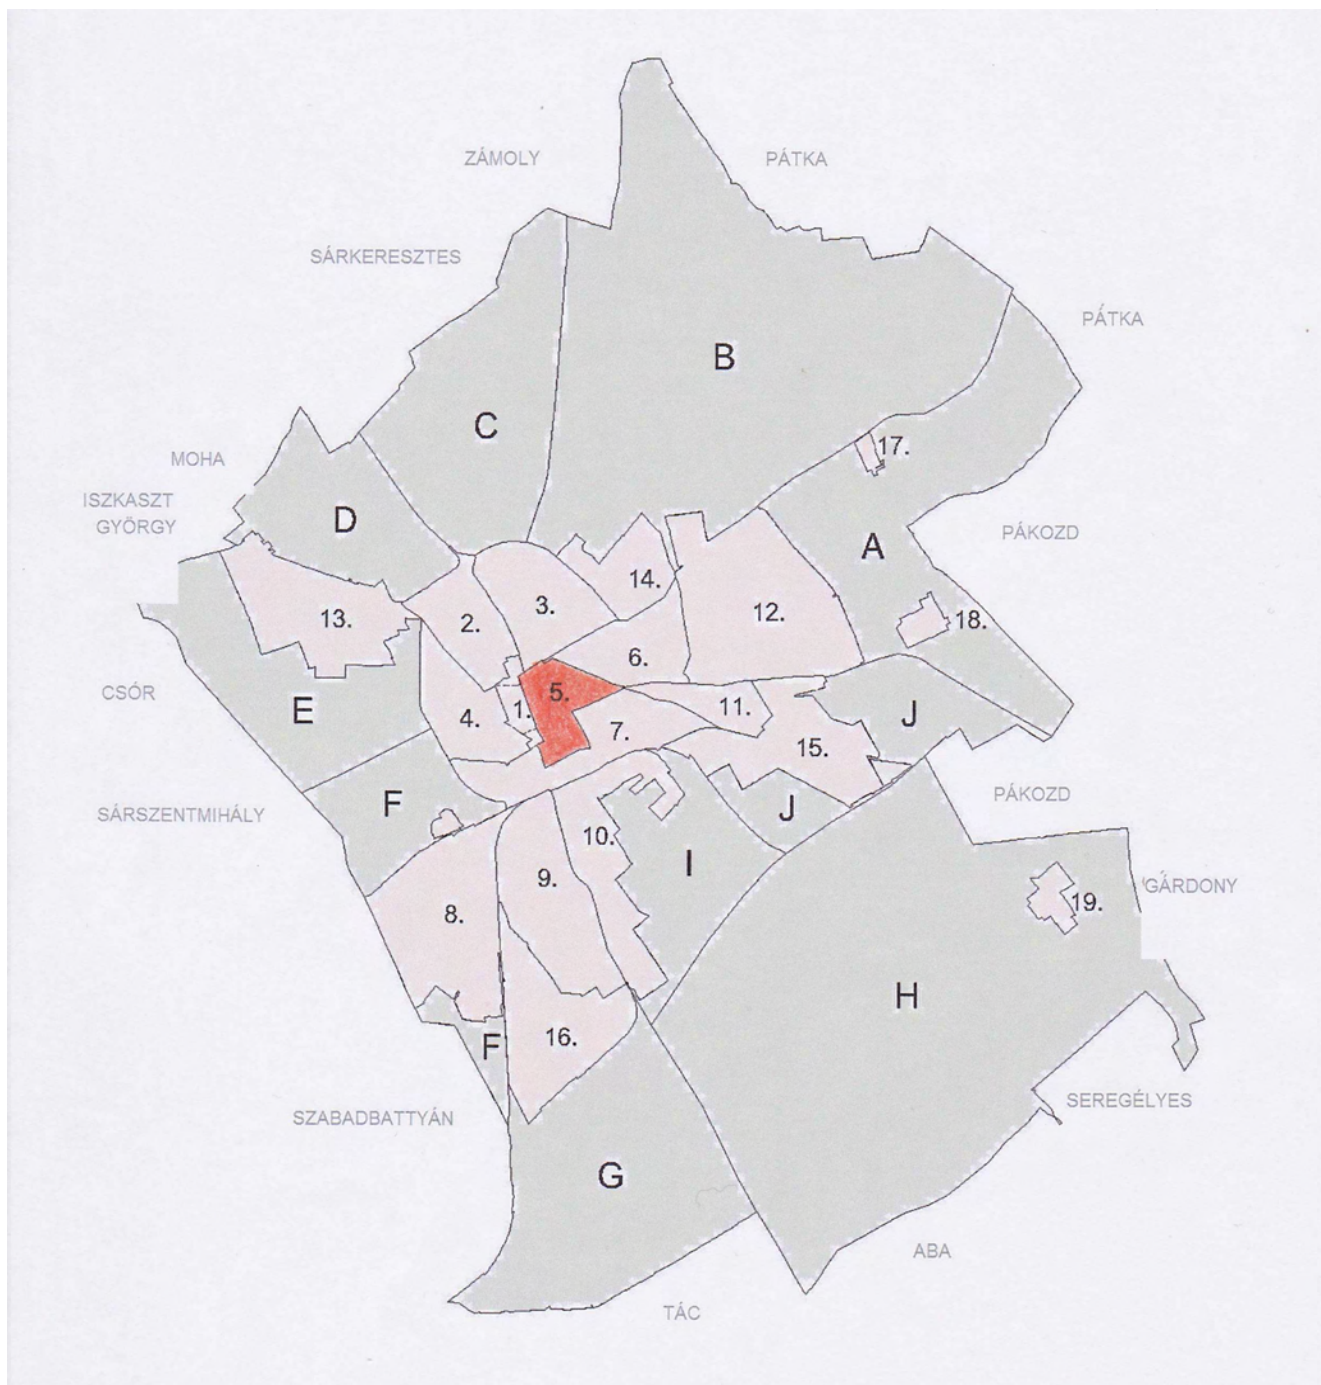 ZÁMOLY
PÁTKA
SÁRKERESZTES
PÁTKA
B
C
MOHA
17.
ISZKASZT
GYÖRGY
D
A
PÁKOZD
14.
3.
12.
13.
2.
18.
6.
CSÓR
5.
E
4.
1.
11.
J
7.
15.
PÁKOZD
F
J
SÁRSZENTMIHÁLY
10.
I
9.
GÁRDONY
19.
8.
H
16.
F
SEREGÉLYES
SZABADBATTYÁN
G
ABA
TÁC